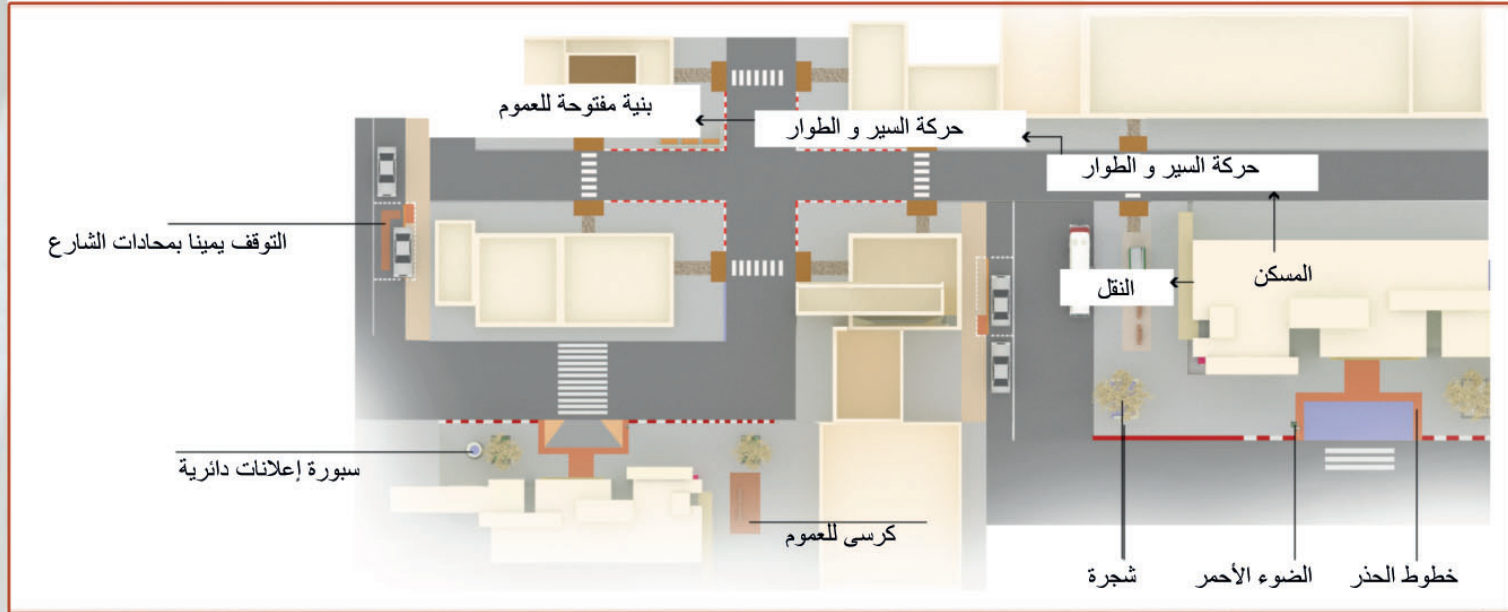 بنية مفتوحة للعموم
حركة السير و الطوار
حركة السير و الطوار
التوقف يمينا بمحادات الشارع
المسكن
النقل
سبورة إعلانات دائرية
كرسى للعموم
خطوط الحذر
الضوء الأحمر
شجرة